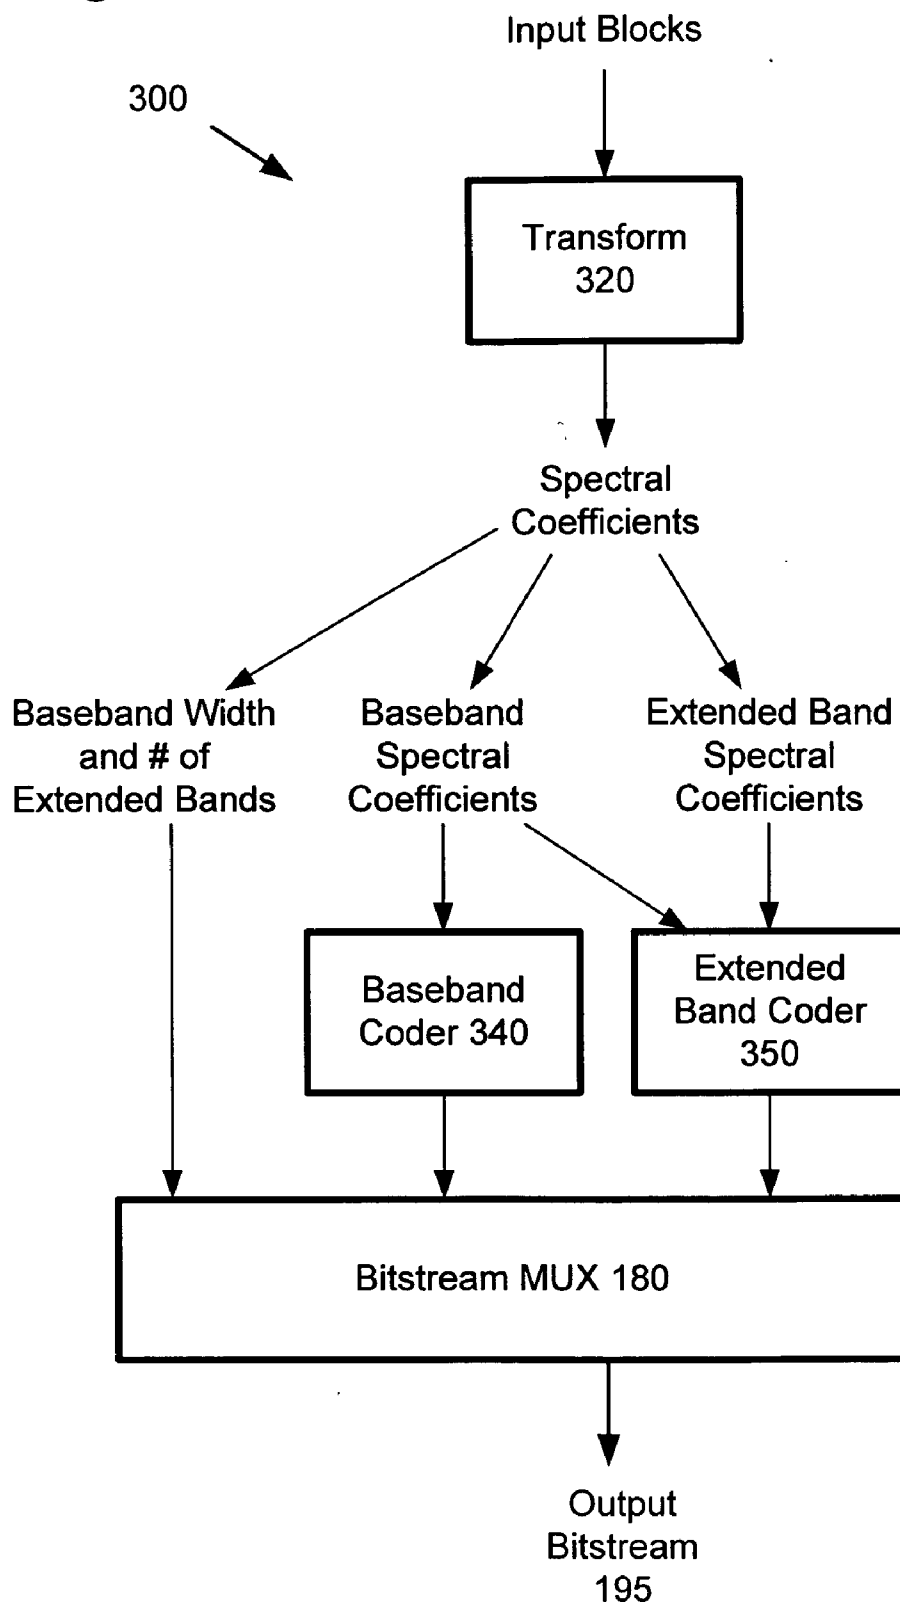 Input Blocks
300
Transform
320
Spectral
Coefficients
Baseband Width
and # of
Extended Bands
Baseband
Spectral
Coefficients
Extended Band
Spectral
Coefficients
Baseband
Coder 340
Extended
Band Coder
350
Bitstream MUX 180
Output
Bitstream
195